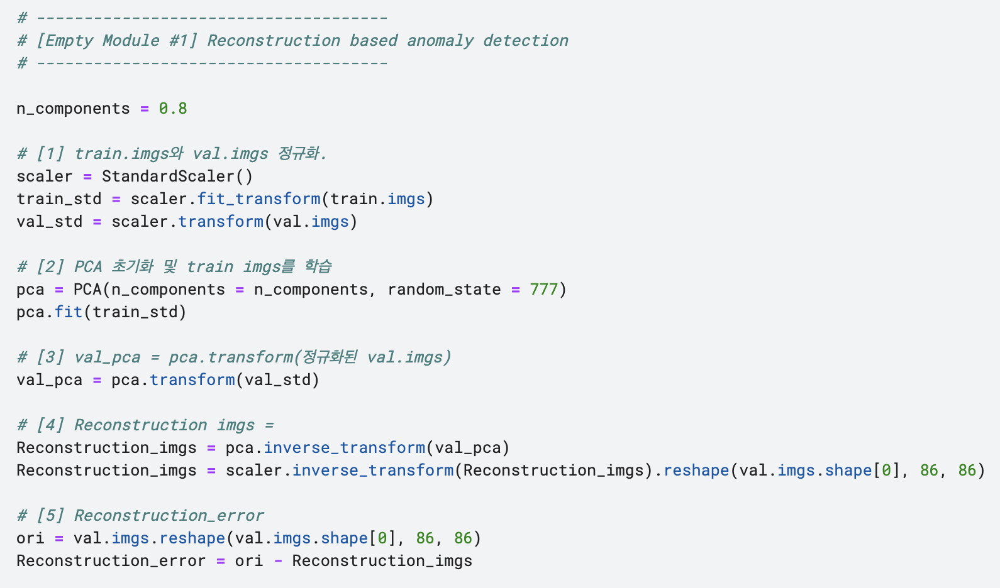 # -------------------------------------
# [Empty Module #1] Reconstruction based anomaly detection
# -------------------------------------
n_components = 0.8
# [1] train.imgs와 val.imgs 정규화.
scaler = StandardScaler()
train_std = scaler.fit_transform(train.imgs)
val_std = scaler.transform(val.imgs)
# [2] PCA 초기화 및 train imgs를 학습
pca = PCA(n_components = n_components, random_state = 777)
pca.fit(train_std)
# [3] val_pca = pca.transform(정규화된 val.imgs)
val_pca = pca.transform(val_std)
# [4] Reconstruction imgs =
Reconstruction_imgs = pca.inverse_transform(val_pca)
Reconstruction_imgs = scaler.inverse_transform(Reconstruction_imgs).reshape(val.imgs.shape[0], 86, 86)
# [5] Reconstruction_error
ori = val.imgs.reshape(val.imgs.shape[0], 86, 86)
Reconstruction_error = ori - Reconstruction_imgs